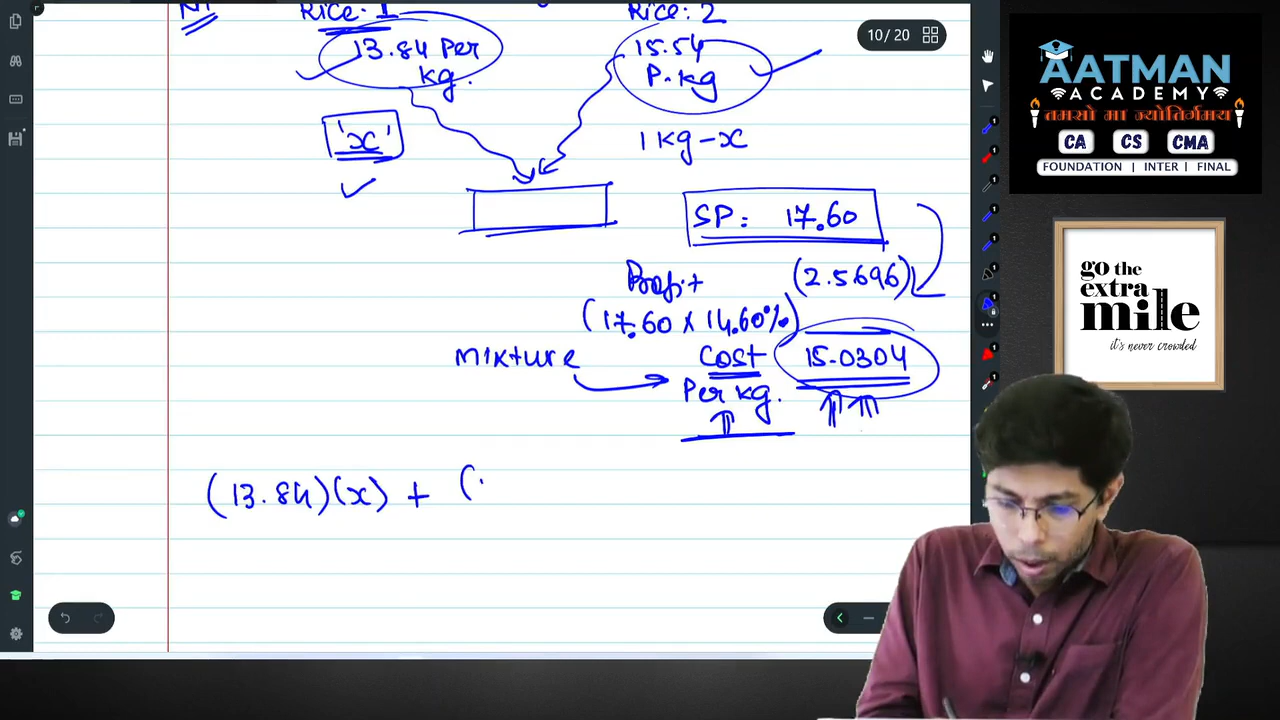 Rice: 1
Rice: 2
10/20
13.84 Per
kg.
15.54
P. kg
'x'
1 kg - x
SP: 17.60
Profit (2.5696)
(17.60 x 14.60%)
mixture
cost 15.0304
Per kg.
(13.84)(x) + (
AATMAN
ACADEMY
तमसो मा ज्योतिर्गमय
CA CS CMA
FOUNDATION | INTER | FINAL
go the
extra
mile
it's never crowded